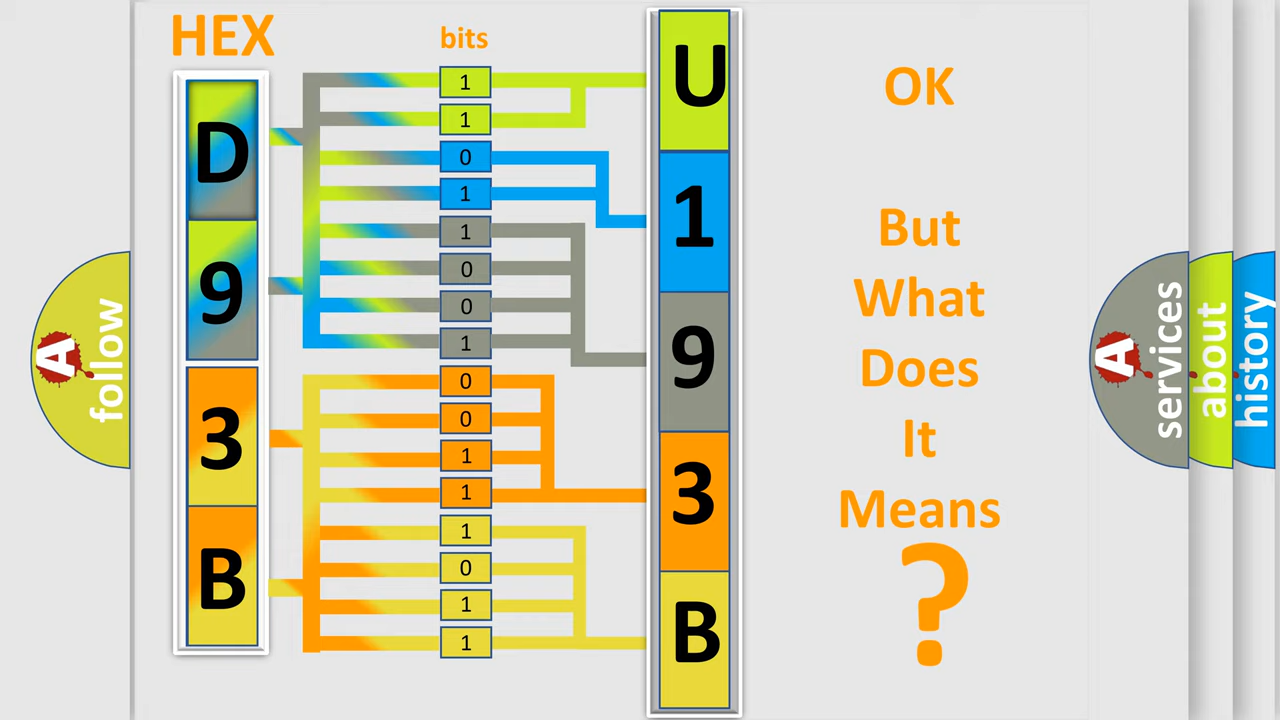 HEX
bits
D
9
3
B
1
1
0
1
1
0
0
1
0
0
1
1
1
0
1
1
U
1
9
3
B
OK
But
What
Does
It
Means
?
A
follow
A
services
about
history